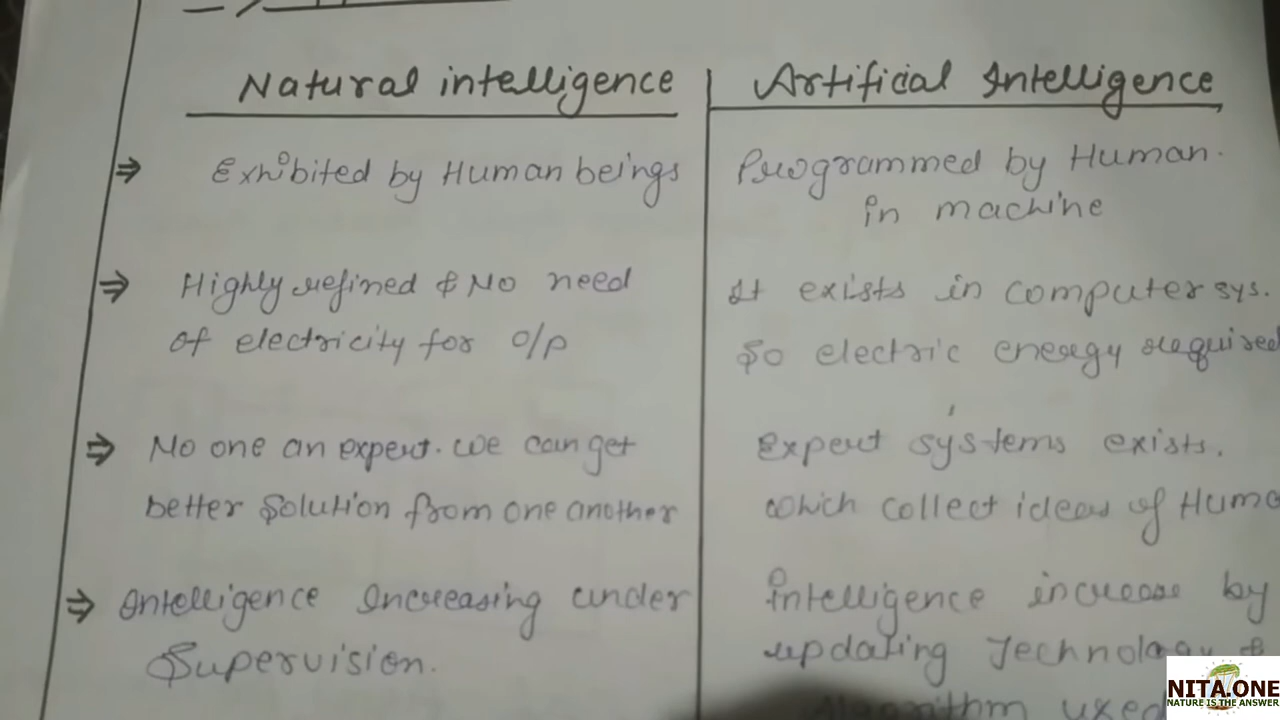 Natural intelligence | Artifical Intelligence
⇒ Exhibited by Human beings | Programmed by Human.
in machine
⇒ Highly refined & No need | It exists in computer sys.
of electricity for o/p | So electric energy required
⇒ No one an expert. we can get | Expert systems exists.
better Solution from one another | which collect ideas of Huma
⇒ Intelligence Increasing under | intelligence increase by
Supervision. | updating Technology &
used
NITA.ONE
NATURE IS THE ANSWER